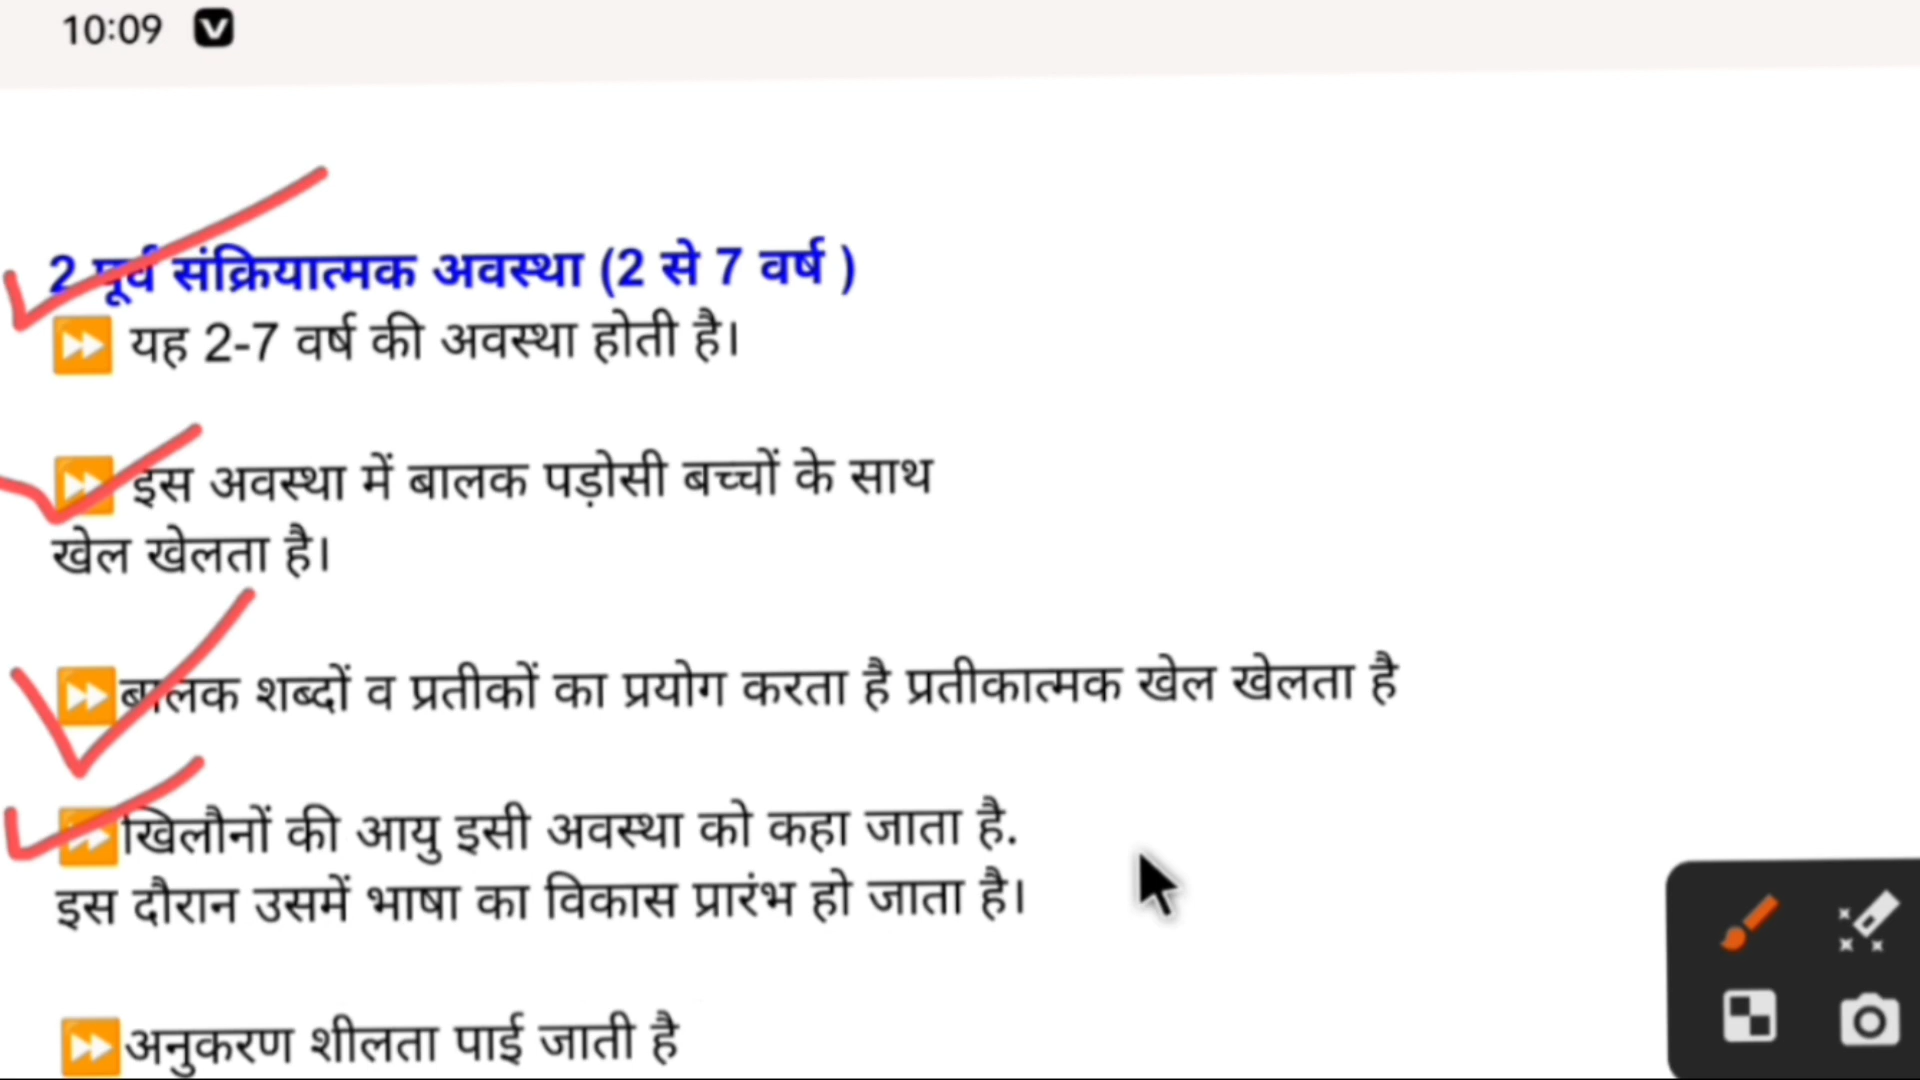 10:09
2 पूर्व संक्रियात्मक अवस्था (2 से 7 वर्ष )
⏩ यह 2-7 वर्ष की अवस्था होती है।
⏩ इस अवस्था में बालक पड़ोसी बच्चों के साथ
खेल खेलता है।
⏩बालक शब्दों व प्रतीकों का प्रयोग करता है प्रतीकात्मक खेल खेलता है
⏩खिलौनों की आयु इसी अवस्था को कहा जाता है.
इस दौरान उसमें भाषा का विकास प्रारंभ हो जाता है।
⏩अनुकरण शीलता पाई जाती है